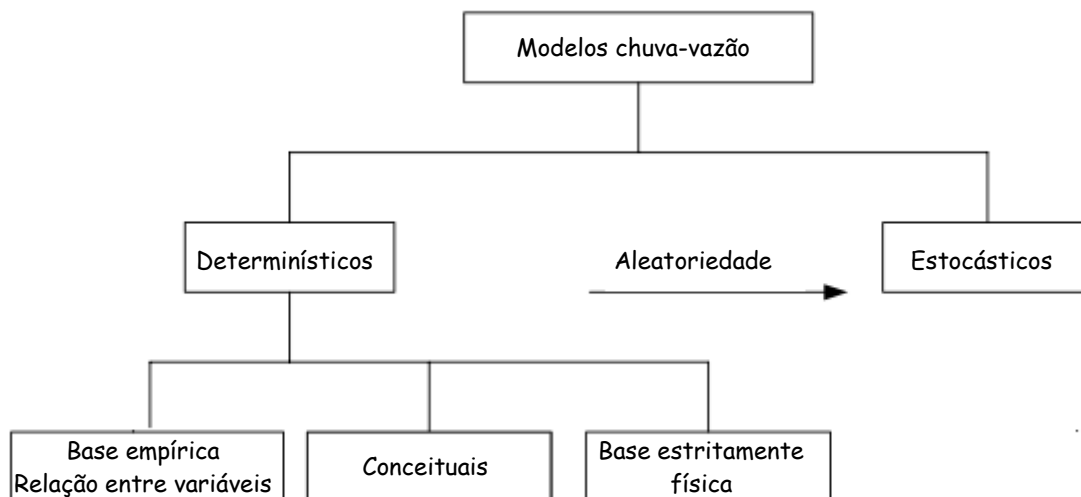 Modelos chuva-vazão
Determinísticos
Aleatoriedade
Estocásticos
Base empírica
Relação entre variáveis
Conceituais
Base estritamente
física